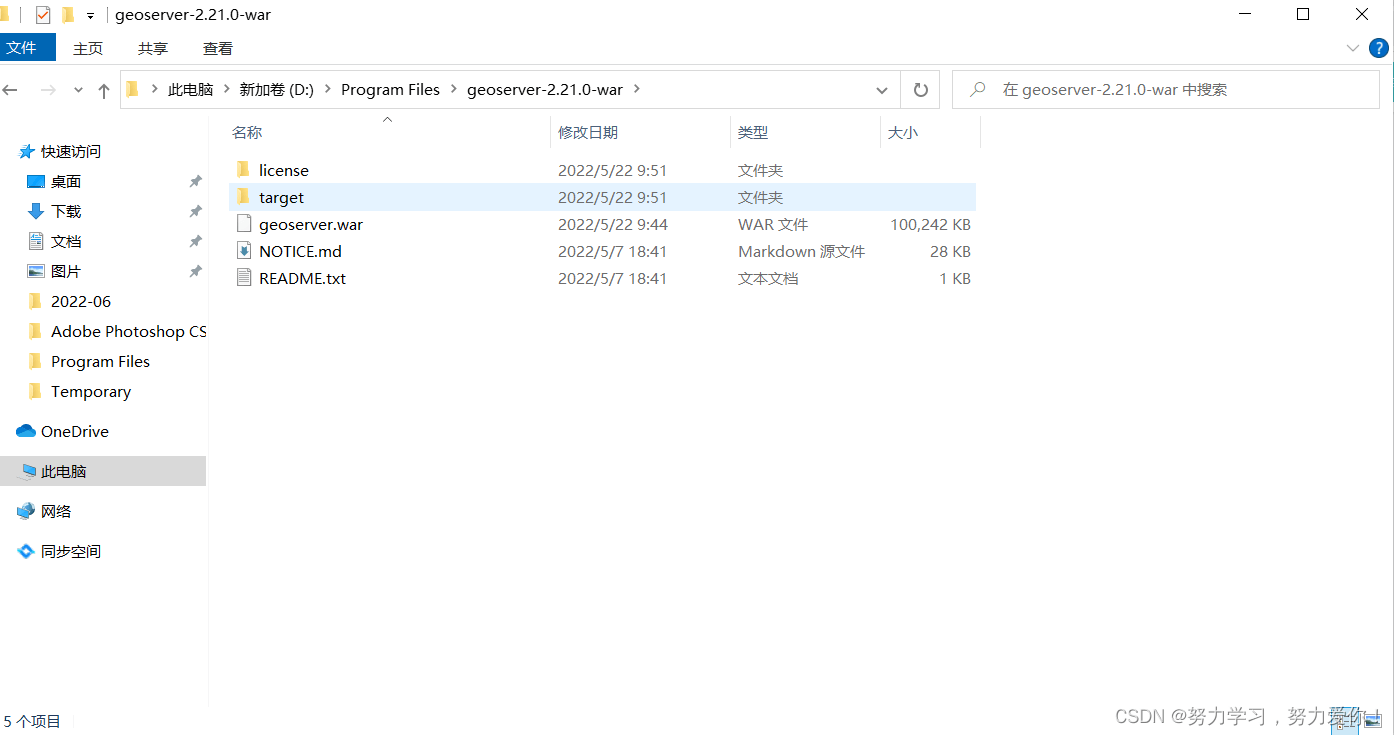 geoserver-2.21.0-war
文件 主页 共享 查看
此电脑 新加卷 (D:) Program Files geoserver-2.21.0-war 在 geoserver-2.21.0-war 中搜索
名称 修改日期 类型 大小
快速访问
桌面
下载
文档
图片
2022-06
Adobe Photoshop CS
Program Files
Temporary
OneDrive
此电脑
网络
同步空间
license 2022/5/22 9:51 文件夹
target 2022/5/22 9:51 文件夹
geoserver.war 2022/5/22 9:44 WAR 文件 100,242 KB
NOTICE.md 2022/5/7 18:41 Markdown 源文件 28 KB
README.txt 2022/5/7 18:41 文本文档 1 KB
5 个项目
CSDN @努力学习，努力爱你！